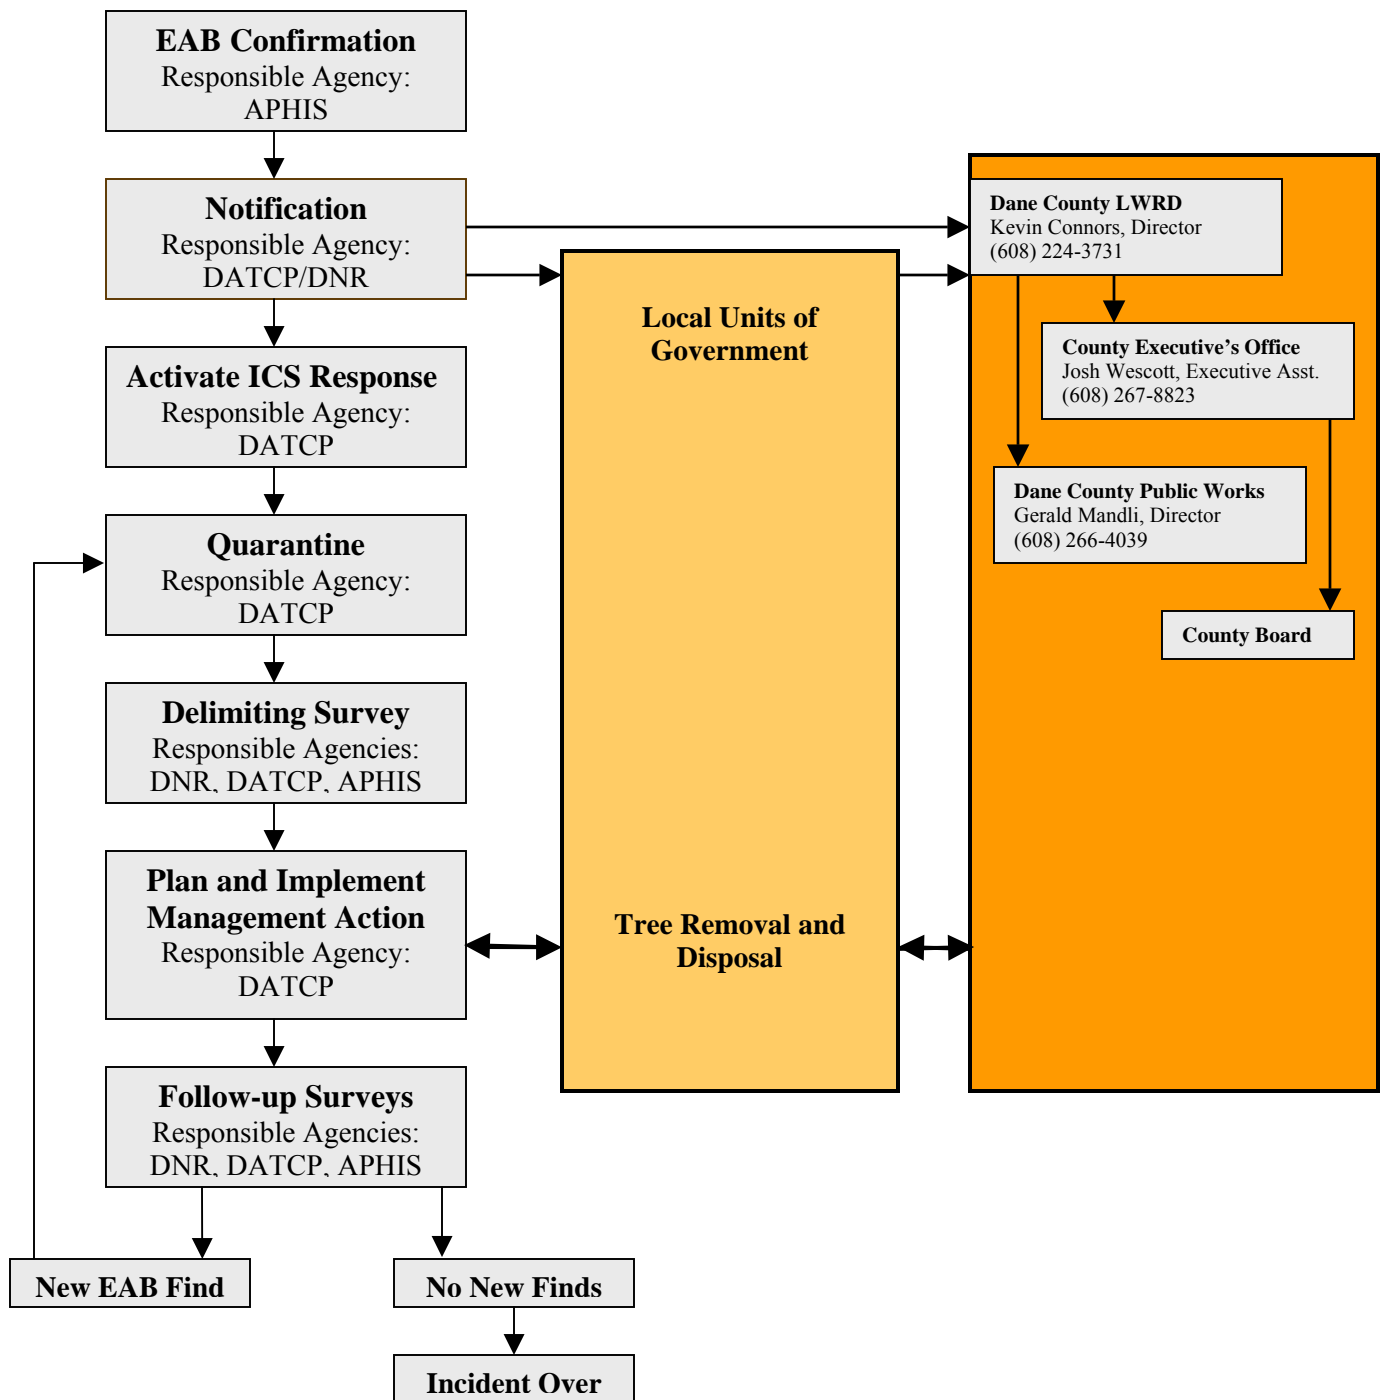 EAB Confirmation
Responsible Agency:
APHIS
Notification
Responsible Agency:
DATCP/DNR
Activate ICS Response
Responsible Agency:
DATCP
Quarantine
Responsible Agency:
DATCP
Delimiting Survey
Responsible Agencies:
DNR, DATCP, APHIS
Plan and Implement
Management Action
Responsible Agency:
DATCP
Follow-up Surveys
Responsible Agencies:
DNR, DATCP, APHIS
New EAB Find
No New Finds
Incident Over
Local Units of
Government
Tree Removal and
Disposal
Dane County LWRD
Kevin Connors, Director
(608) 224-3731
County Executive's Office
Josh Wescott, Executive Asst.
(608) 267-8823
Dane County Public Works
Gerald Mandli, Director
(608) 266-4039
County Board